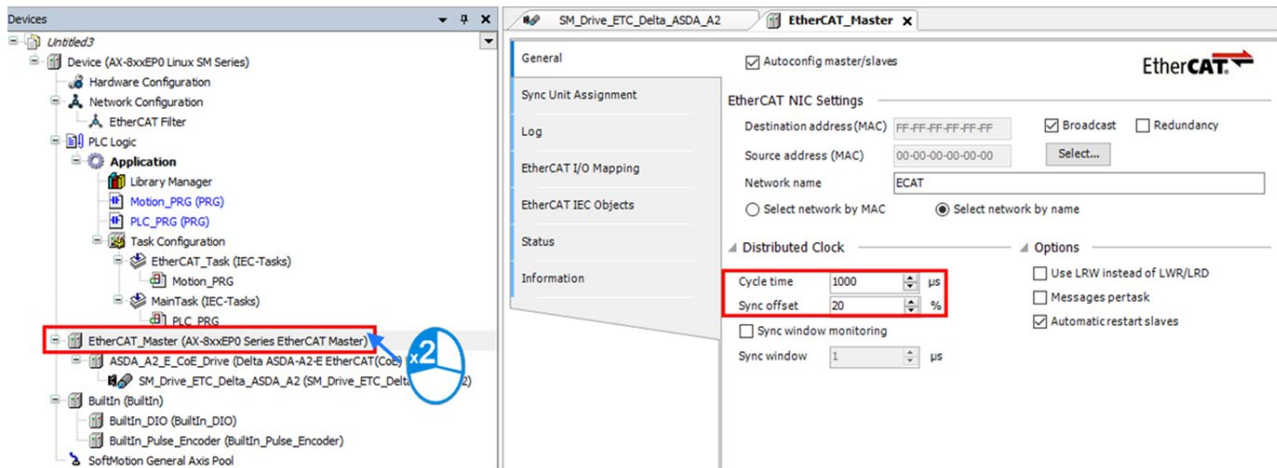 Devices
Untitled3
Device (AX-8xxEP0 Linux SM Series)
Hardware Configuration
Network Configuration
EtherCAT Filter
PLC Logic
Application
Library Manager
Motion_PRG (PRG)
PLC_PRG (PRG)
Task Configuration
EtherCAT_Task (IEC-Tasks)
Motion_PRG
MainTask (IEC-Tasks)
PLC_PRG
EtherCAT_Master (AX-8xxEP0 Series EtherCAT Master)
x2
ASDA_A2_E_CoE_Drive (Delta ASDA-A2-E EtherCAT(CoE)
SM_Drive_ETC_Delta_ASDA_A2 (SM_Drive_ETC_Delta 2)
BuiltIn (BuiltIn)
BuiltIn_DIO (BuiltIn_DIO)
BuiltIn_Pulse_Encoder (BuiltIn_Pulse_Encoder)
SoftMotion General Axis Pool
SM_Drive_ETC_Delta_ASDA_A2
EtherCAT_Master X
General
Sync Unit Assignment
Log
EtherCAT I/O Mapping
EtherCAT IEC Objects
Status
Information
Autoconfig master/slaves
EtherCAT.
EtherCAT NIC Settings
Destination address(MAC) FF-FF-FF-FF-FF-FF Broadcast Redundancy
Source address (MAC) 00-00-00-00-00-00 Select...
Network name ECAT
Select network by MAC Select network by name
Distributed Clock
Cycle time 1000 µs
Sync offset 20 %
Sync window monitoring
Sync window 1 µs
Options
Use LRW instead of LWR/LRD
Messages pertask
Automaticrestart slaves